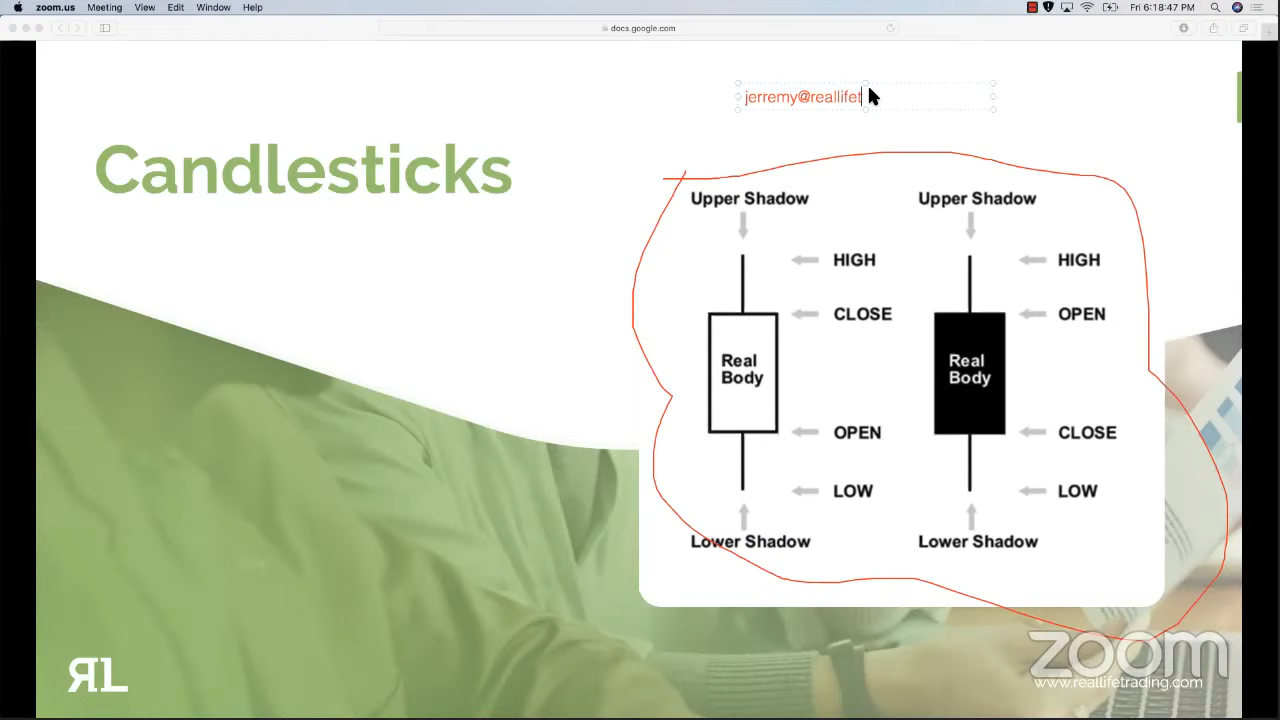 zoom.us Meeting View Edit Window Help Fri 6:18:47 PM
docs.google.com
jerremy@reallifet
Candlesticks
Upper Shadow Upper Shadow
HIGH HIGH
CLOSE OPEN
Real Real
Body Body
OPEN CLOSE
LOW LOW
Lower Shadow Lower Shadow
zoom
www.reallifetrading.com
RL